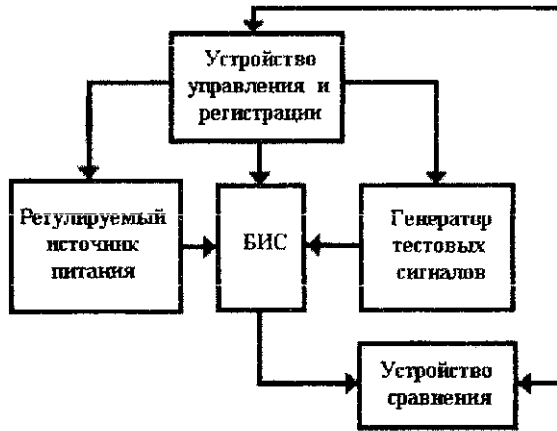 Устройство
управления и
регистрации
Регулируемый
источник
питания
БИС
Генератор
тестовых
сигналов
Устройство
сравнения